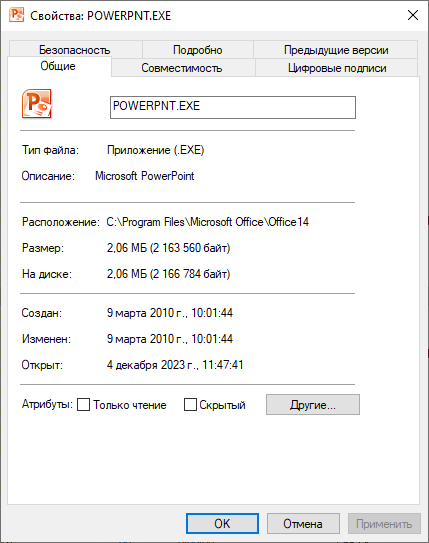 Свойства: POWERPNT.EXE
Безопасность Подробно Предыдущие версии
Общие Совместимость Цифровые подписи
POWERPNT.EXE
Тип файла: Приложение (.EXE)
Описание: Microsoft PowerPoint
Расположение: C:\Program Files\Microsoft Office\Office14
Размер: 2,06 МБ (2 163 560 байт)
На диске: 2,06 МБ (2 166 784 байт)
Создан: 9 марта 2010 г., 10:01:44
Изменен: 9 марта 2010 г., 10:01:44
Открыт: 4 декабря 2023 г., 11:47:41
Атрибуты: Только чтение Скрытый Другие...
OK Отмена Применить